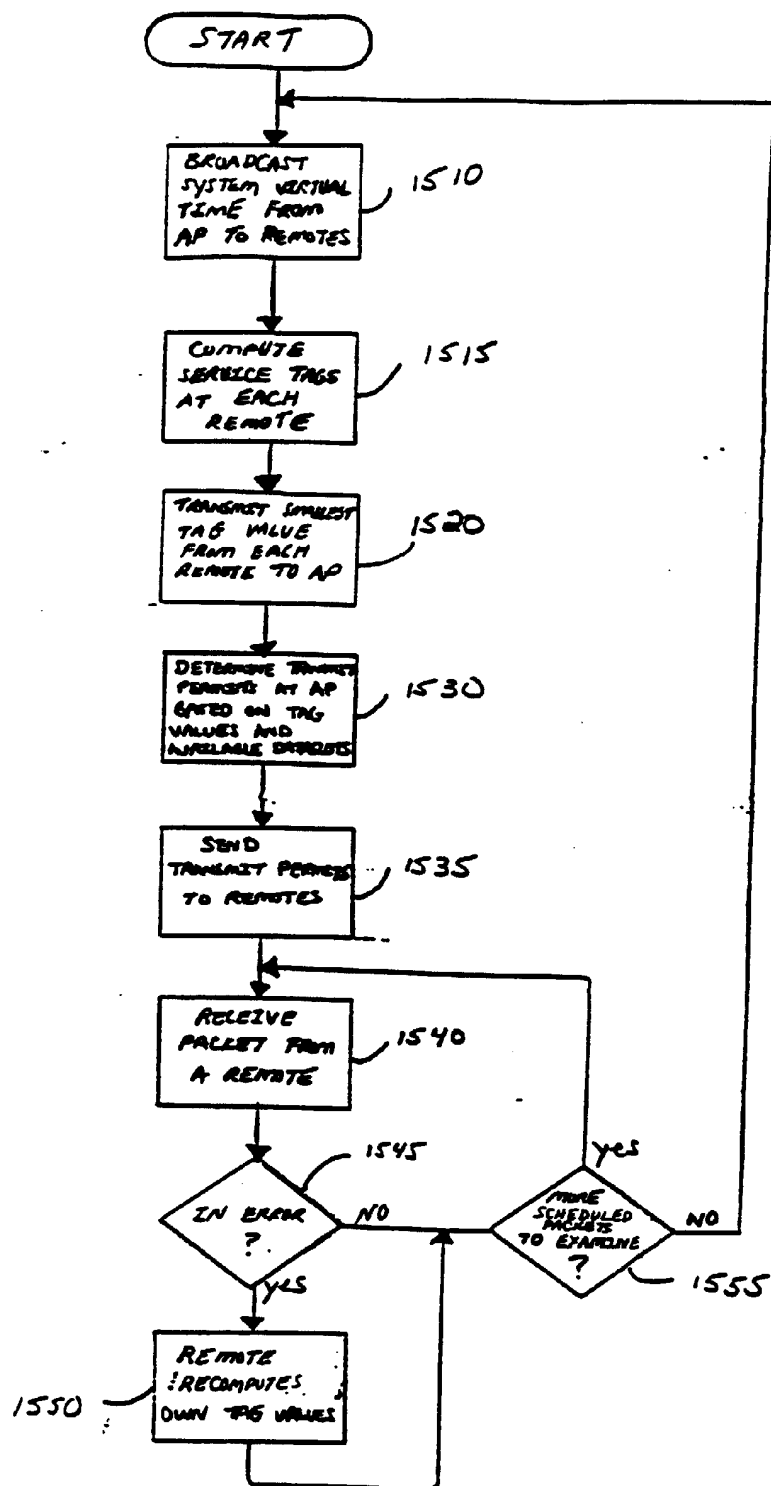 START
BROADCAST
SYSTEM VIRTUAL
TIME FROM
AP TO REMOTES
1510
COMPUTE
SERVICE TAGS
AT EACH
REMOTE
1515
TRANSMIT SMALLEST
TAG VALUE
FROM EACH
REMOTE TO AP
1520
DETERMINE TRANSMIT
PERMITS AT AP
BASED ON TAG
VALUES AND
AVAILABLE DATASLOTS
1530
SEND
TRANSMIT PERMITS
TO REMOTES
1535
RECEIVE
PACKET FROM
A REMOTE
1540
1545
IN ERROR
?
NO
yes
MORE
SCHEDULED
PACKETS
TO EXAMINE
?
yes
NO
1555
REMOTE
RECOMPUTES
OWN TAG VALUES
1550